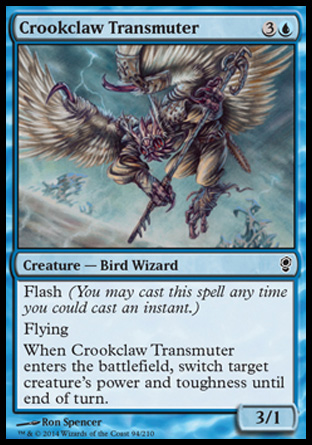 Crookclaw Transmuter 3
Creature — Bird Wizard
Flash (You may cast this spell any time
you could cast an instant.)
Flying
When Crookclaw Transmuter
enters the battlefield, switch target
creature's power and toughness until
end of turn.
Ron Spencer
™ & © 2014 Wizards of the Coast 94/210
3/1